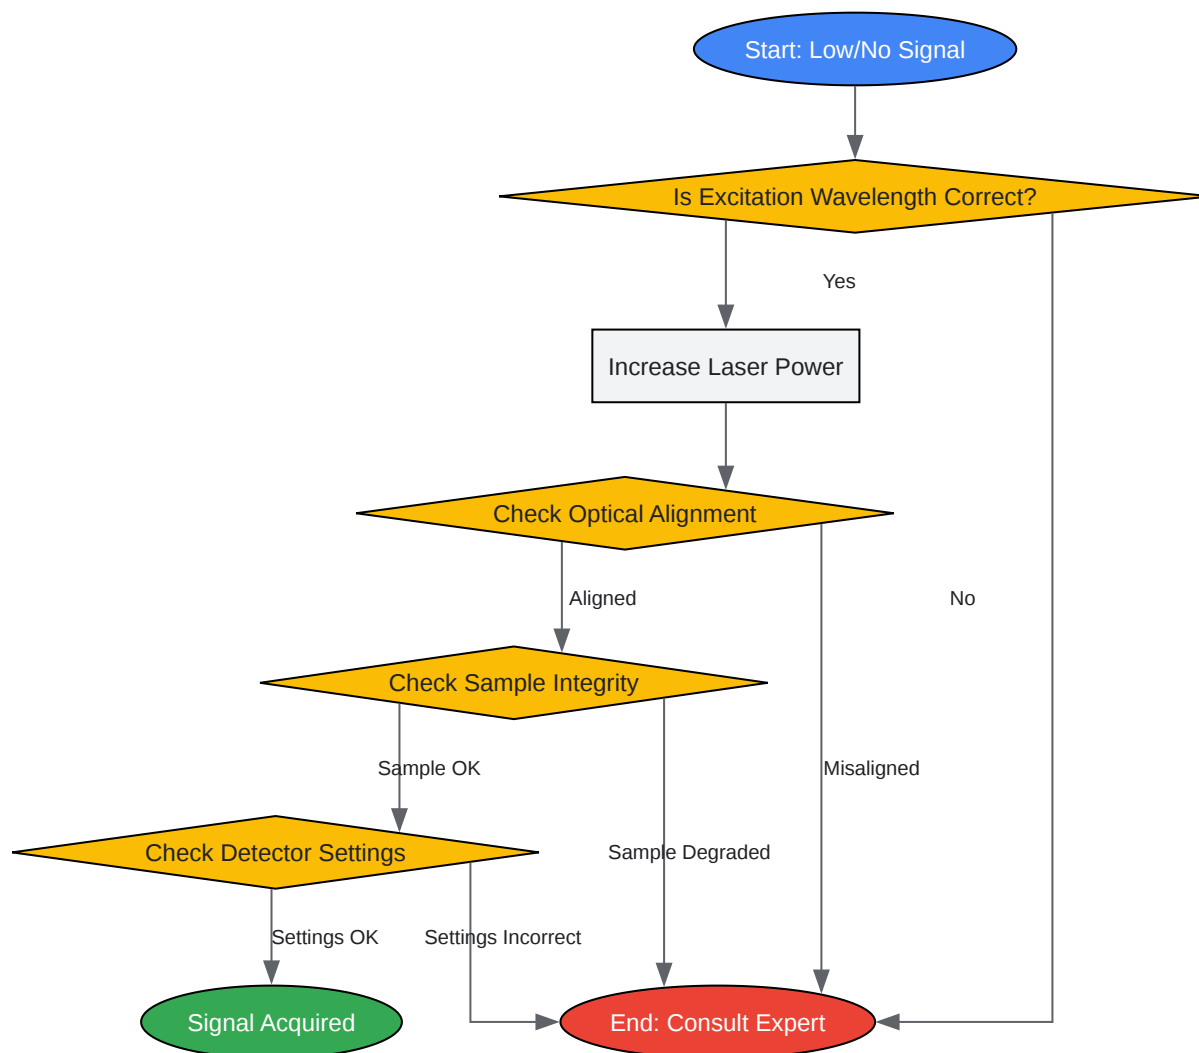 Start: Low/No Signal
Is Excitation Wavelength Correct?
Yes
Increase Laser Power
Check Optical Alignment
Aligned
No
Check Sample Integrity
Sample OK
Misaligned
Check Detector Settings
Sample Degraded
Settings OK
Settings Incorrect
Signal Acquired
End: Consult Expert